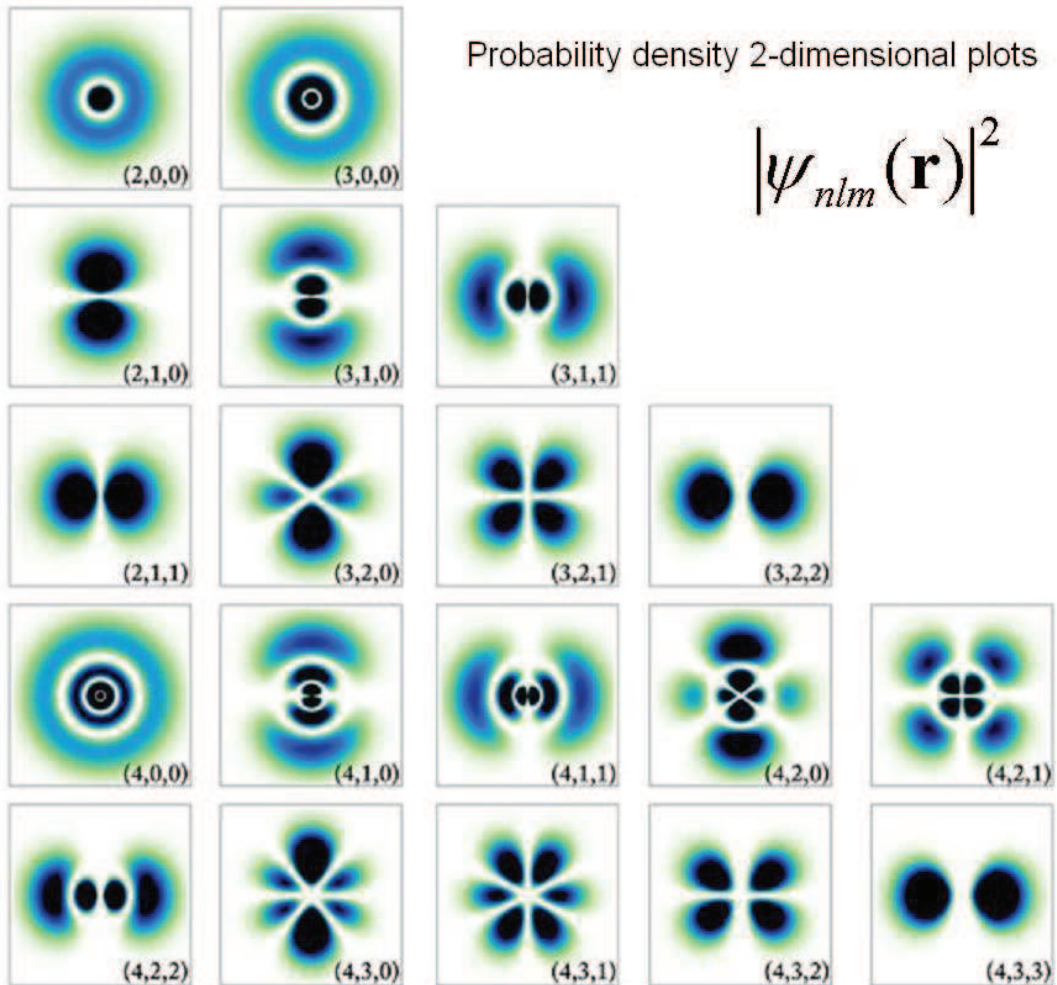 Probability density 2-dimensional plots
|ψnlm(r)|²
(2,0,0) (3,0,0)
(2,1,0) (3,1,0) (3,1,1)
(2,1,1) (3,2,0) (3,2,1) (3,2,2)
(4,0,0) (4,1,0) (4,1,1) (4,2,0) (4,2,1)
(4,2,2) (4,3,0) (4,3,1) (4,3,2) (4,3,3)